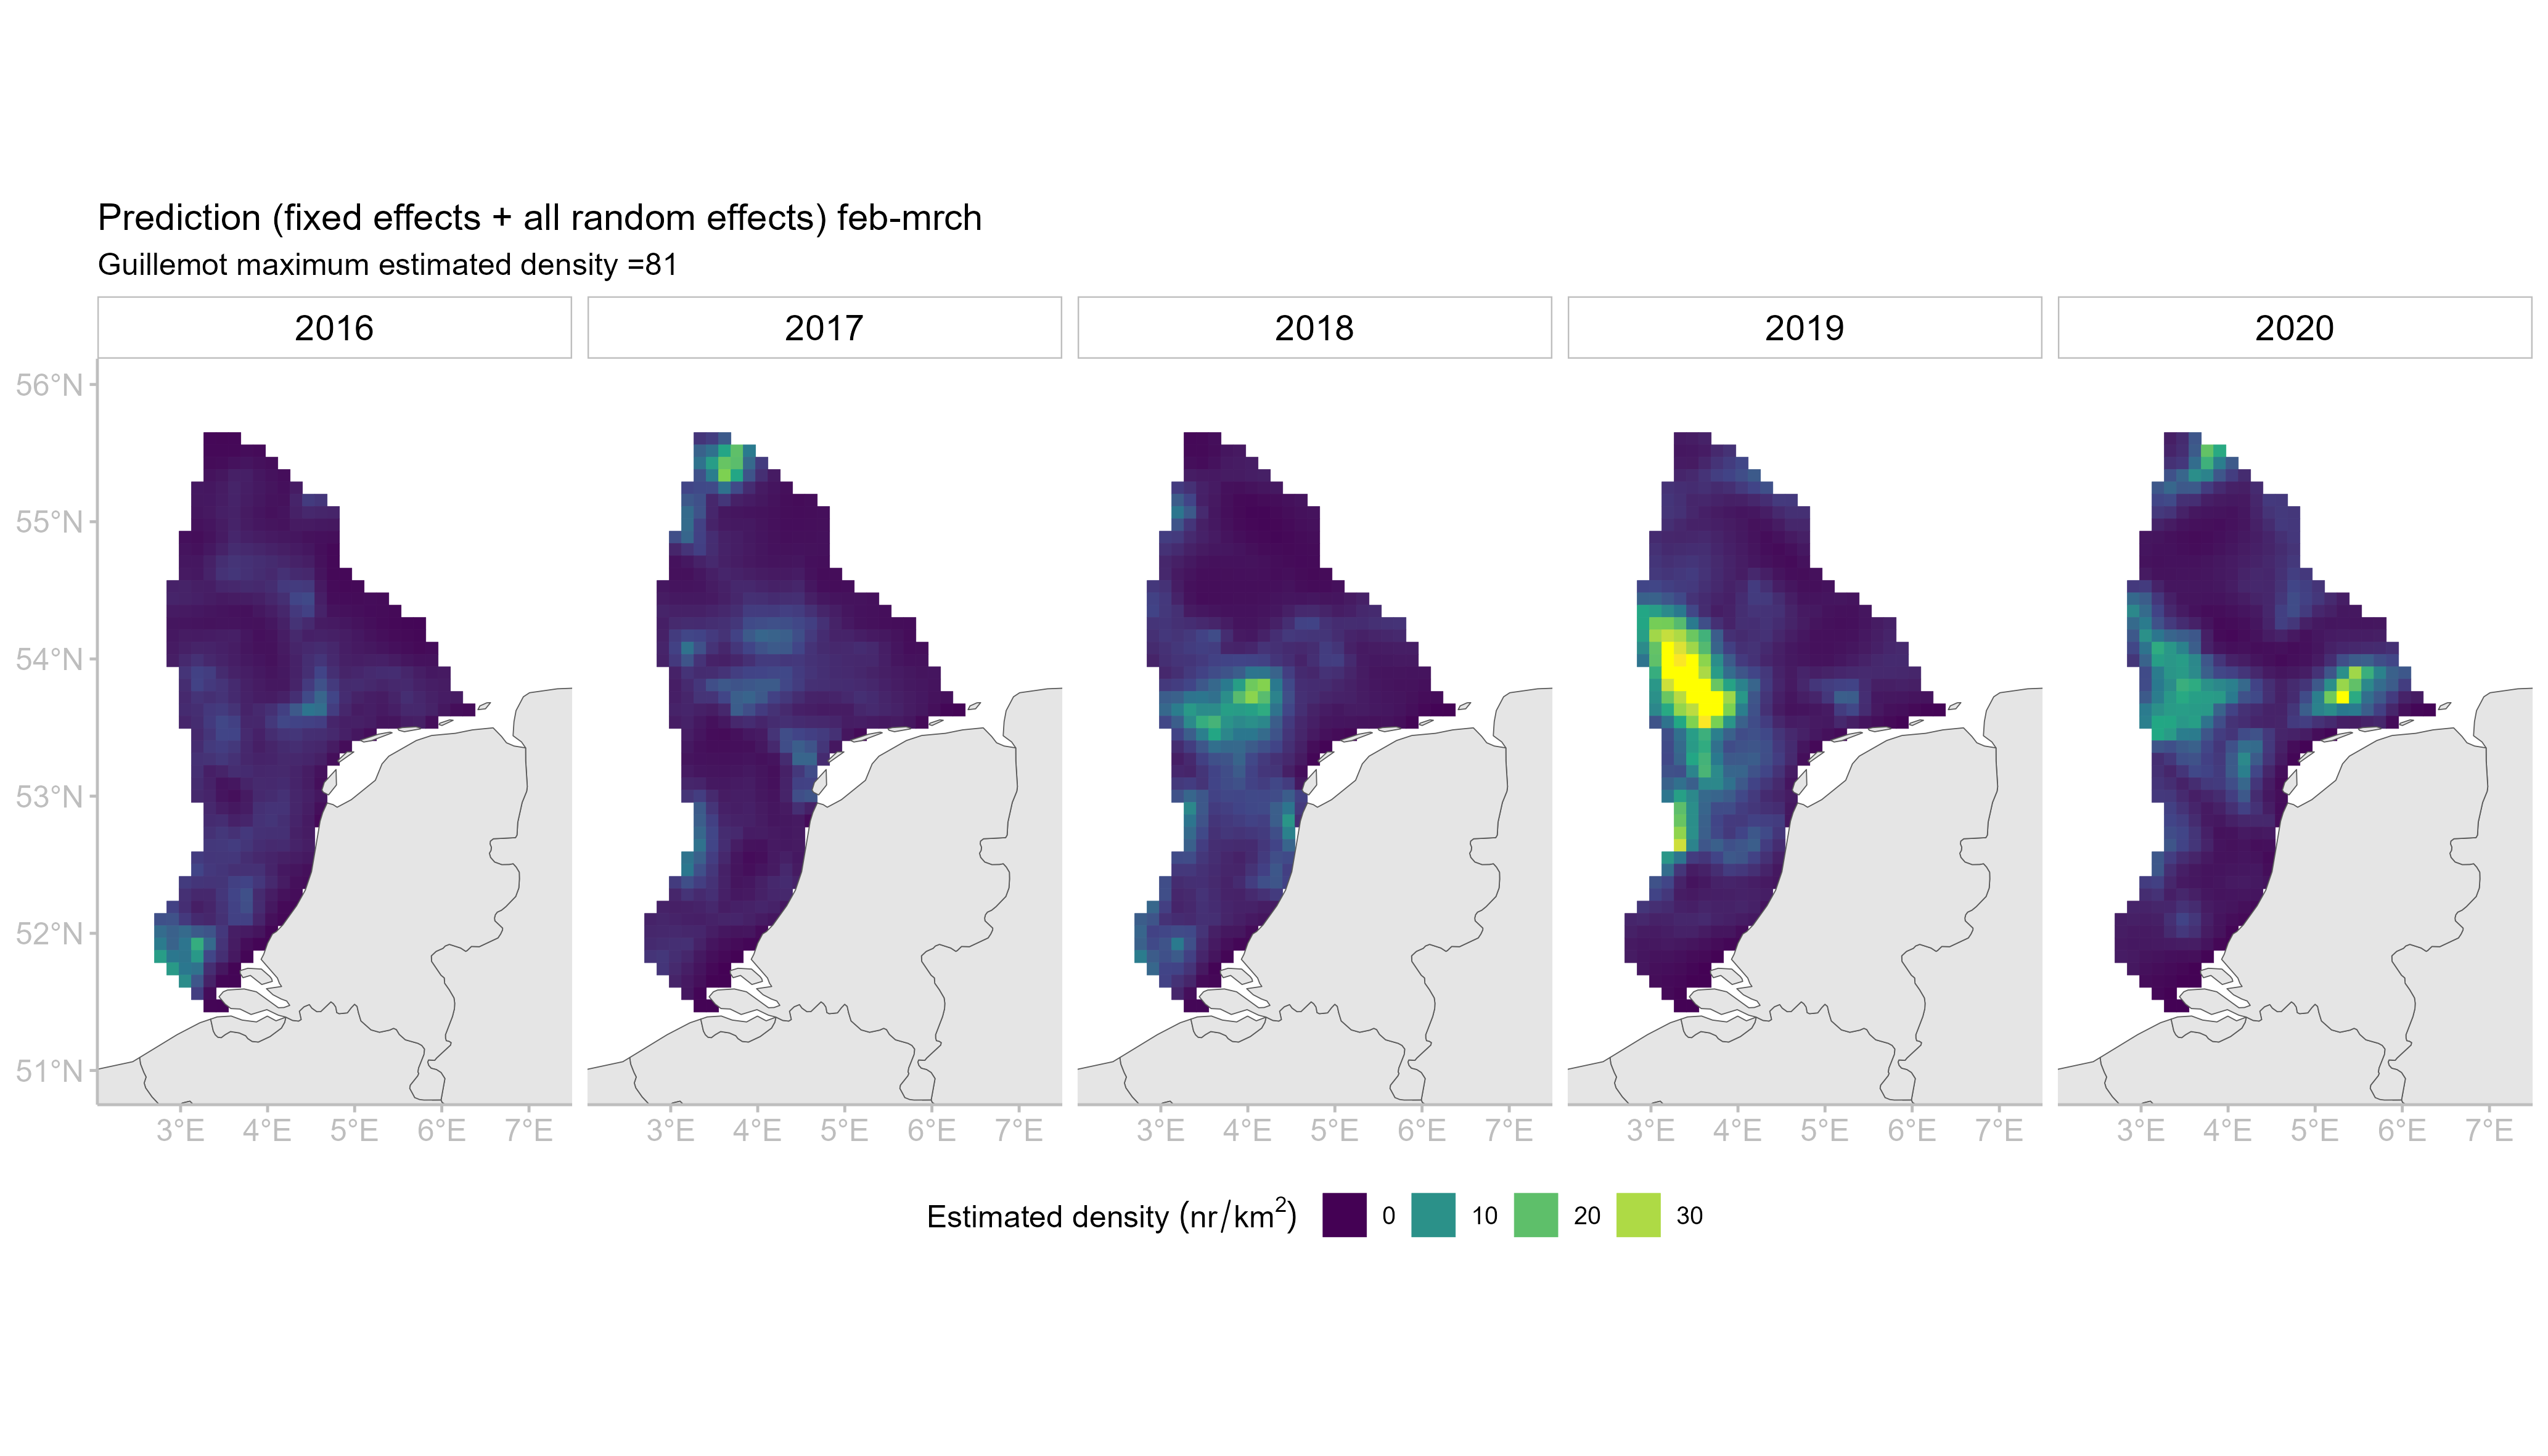 Prediction (fixed effects + all random effects) feb-mrch
Guillemot maximum estimated density =81
2016 2017 2018 2019 2020
56°N
55°N
54°N
53°N
52°N
51°N
3°E 4°E 5°E 6°E 7°E 3°E 4°E 5°E 6°E 7°E 3°E 4°E 5°E 6°E 7°E 3°E 4°E 5°E 6°E 7°E 3°E 4°E 5°E 6°E 7°E
Estimated density (nr/km²) 0 10 20 30